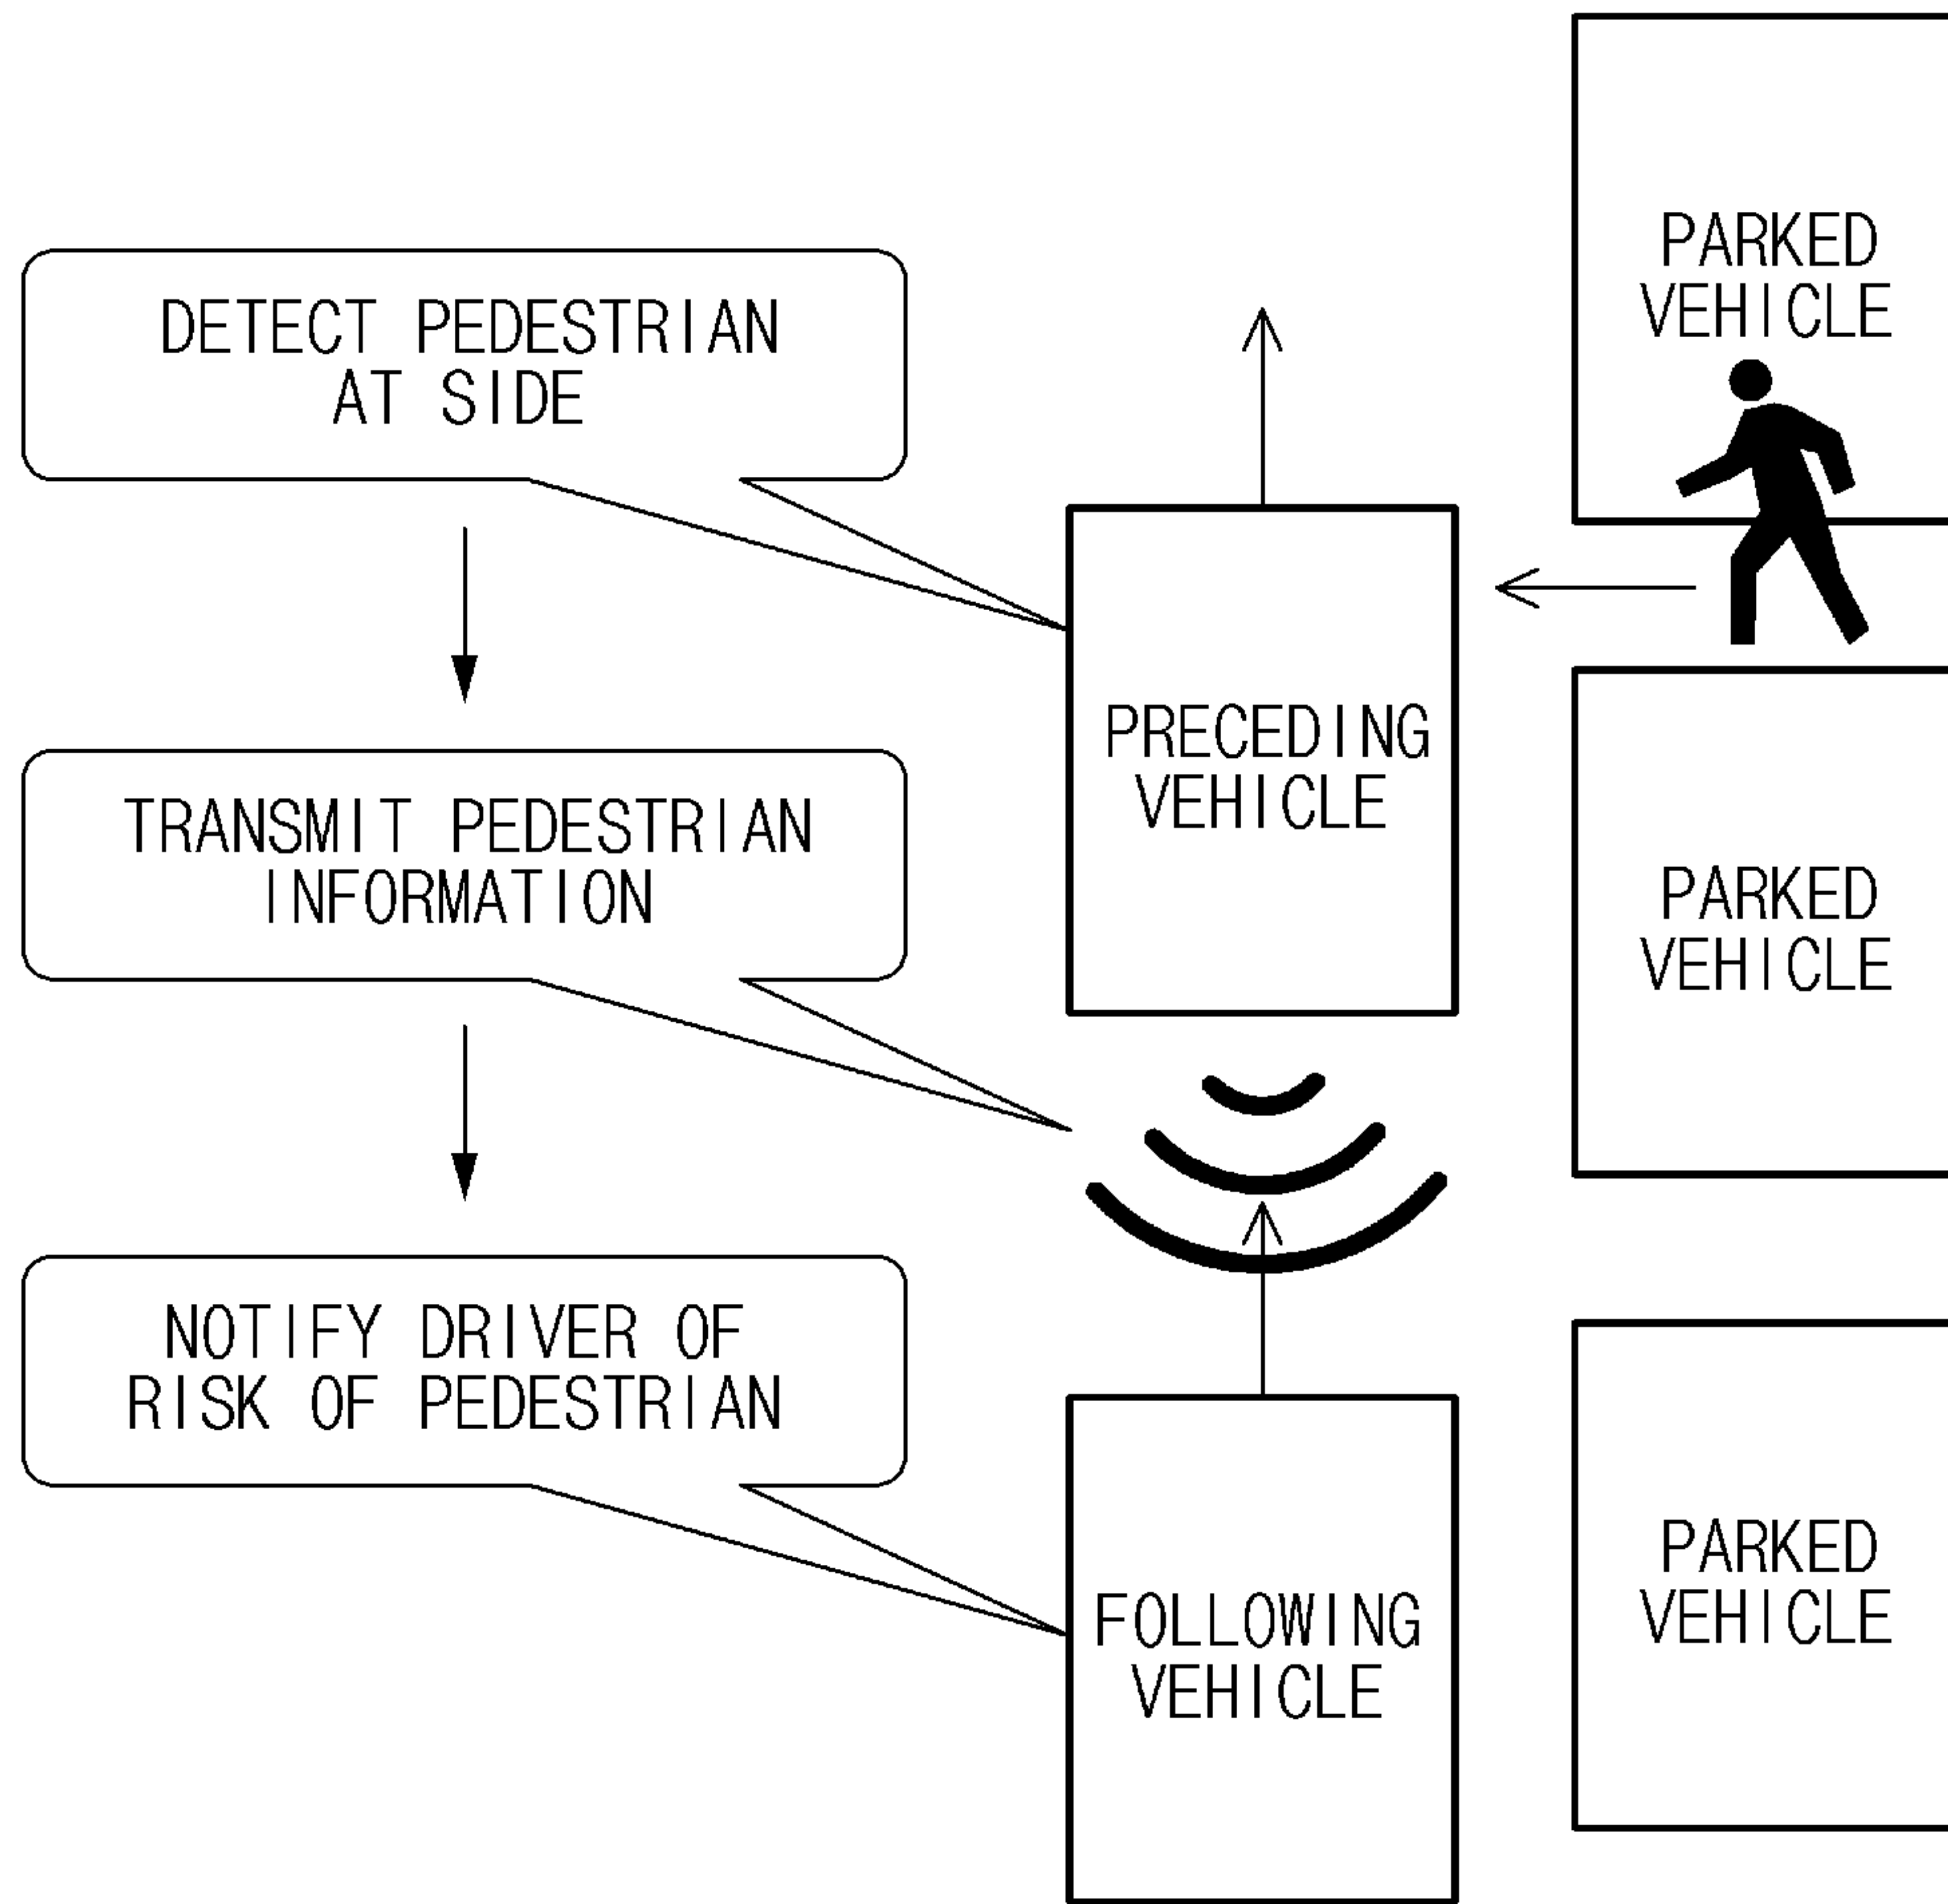 DETECT PEDESTRIAN
AT SIDE
TRANSMIT PEDESTRIAN
INFORMATION
NOTIFY DRIVER OF
RISK OF PEDESTRIAN
PRECEDING
VEHICLE
FOLLOWING
VEHICLE
PARKED
VEHICLE
PARKED
VEHICLE
PARKED
VEHICLE